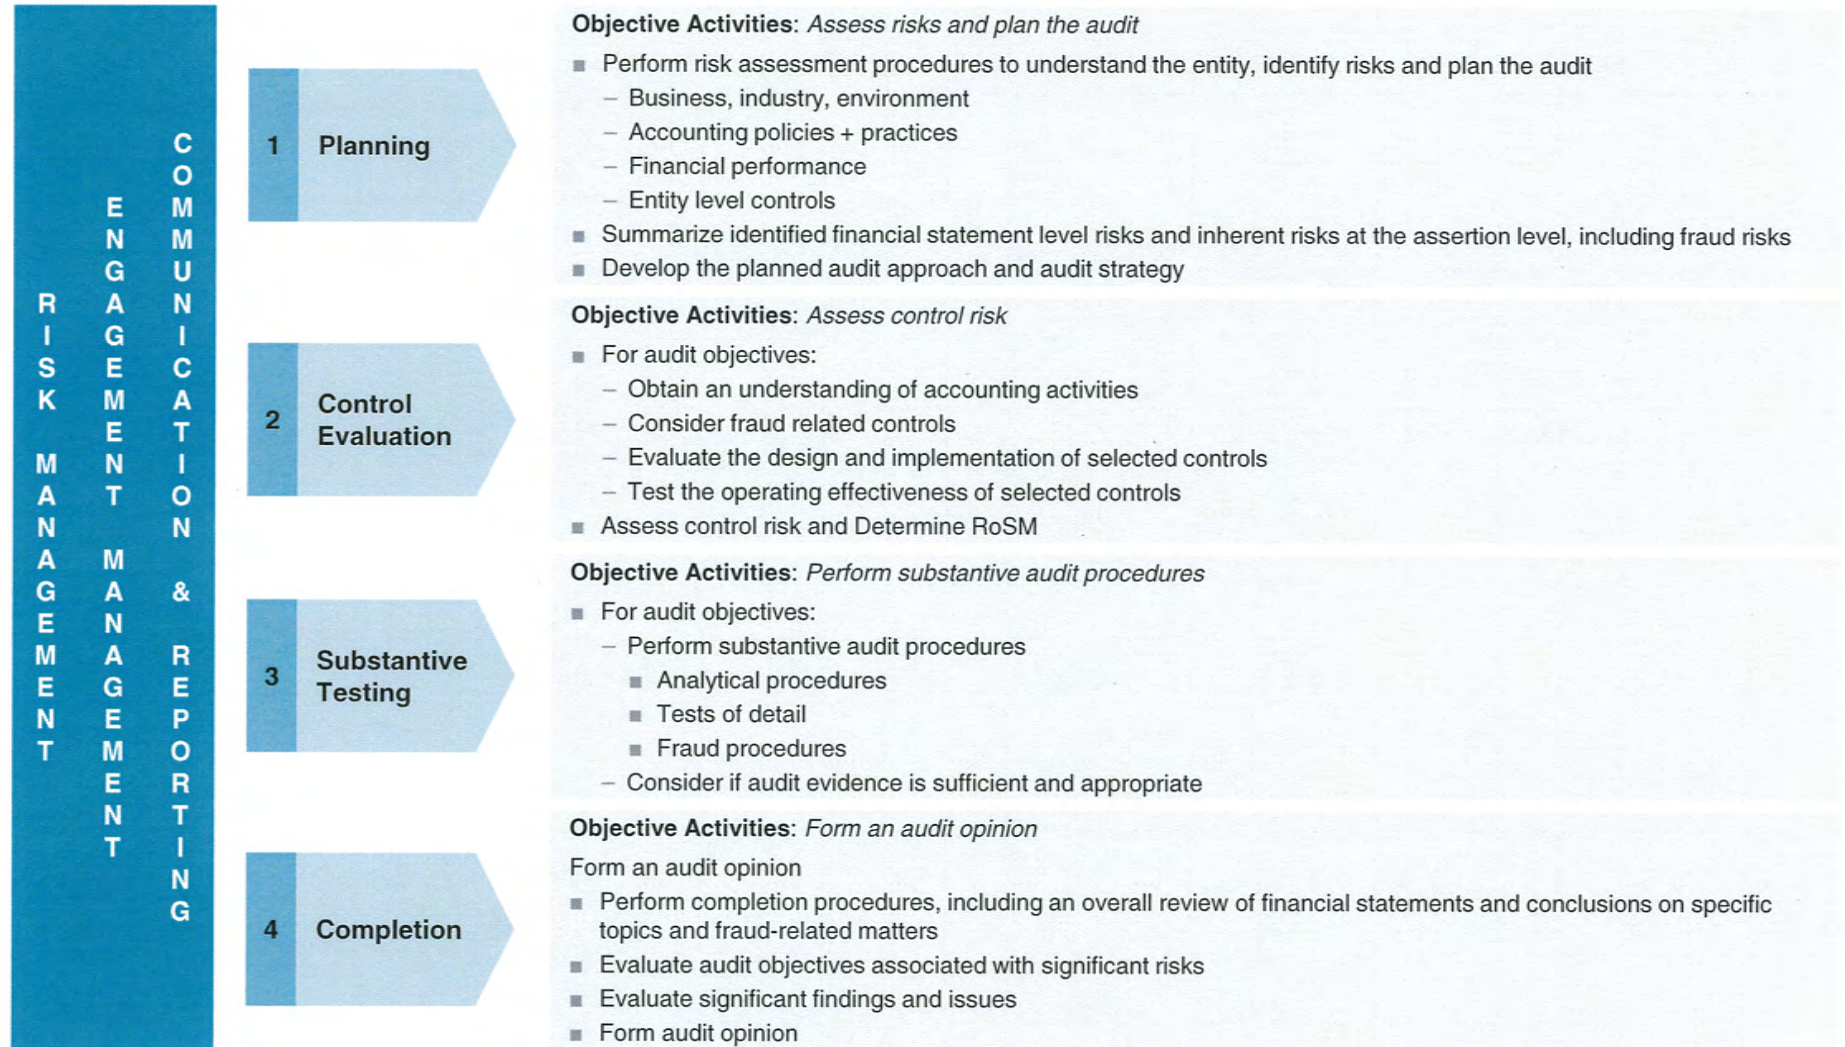 RISK MANAGEMENT
ENGAGEMENT MANAGEMENT
COMMUNICATION & REPORTING
1 Planning
Objective Activities: Assess risks and plan the audit
■ Perform risk assessment procedures to understand the entity, identify risks and plan the audit
– Business, industry, environment
– Accounting policies + practices
– Financial performance
– Entity level controls
■ Summarize identified financial statement level risks and inherent risks at the assertion level, including fraud risks
■ Develop the planned audit approach and audit strategy
2 Control
Evaluation
Objective Activities: Assess control risk
■ For audit objectives:
– Obtain an understanding of accounting activities
– Consider fraud related controls
– Evaluate the design and implementation of selected controls
– Test the operating effectiveness of selected controls
■ Assess control risk and Determine RoSM
3 Substantive
Testing
Objective Activities: Perform substantive audit procedures
■ For audit objectives:
– Perform substantive audit procedures
■ Analytical procedures
■ Tests of detail
■ Fraud procedures
– Consider if audit evidence is sufficient and appropriate
4 Completion
Objective Activities: Form an audit opinion
Form an audit opinion
■ Perform completion procedures, including an overall review of financial statements and conclusions on specific
topics and fraud-related matters
■ Evaluate audit objectives associated with significant risks
■ Evaluate significant findings and issues
■ Form audit opinion